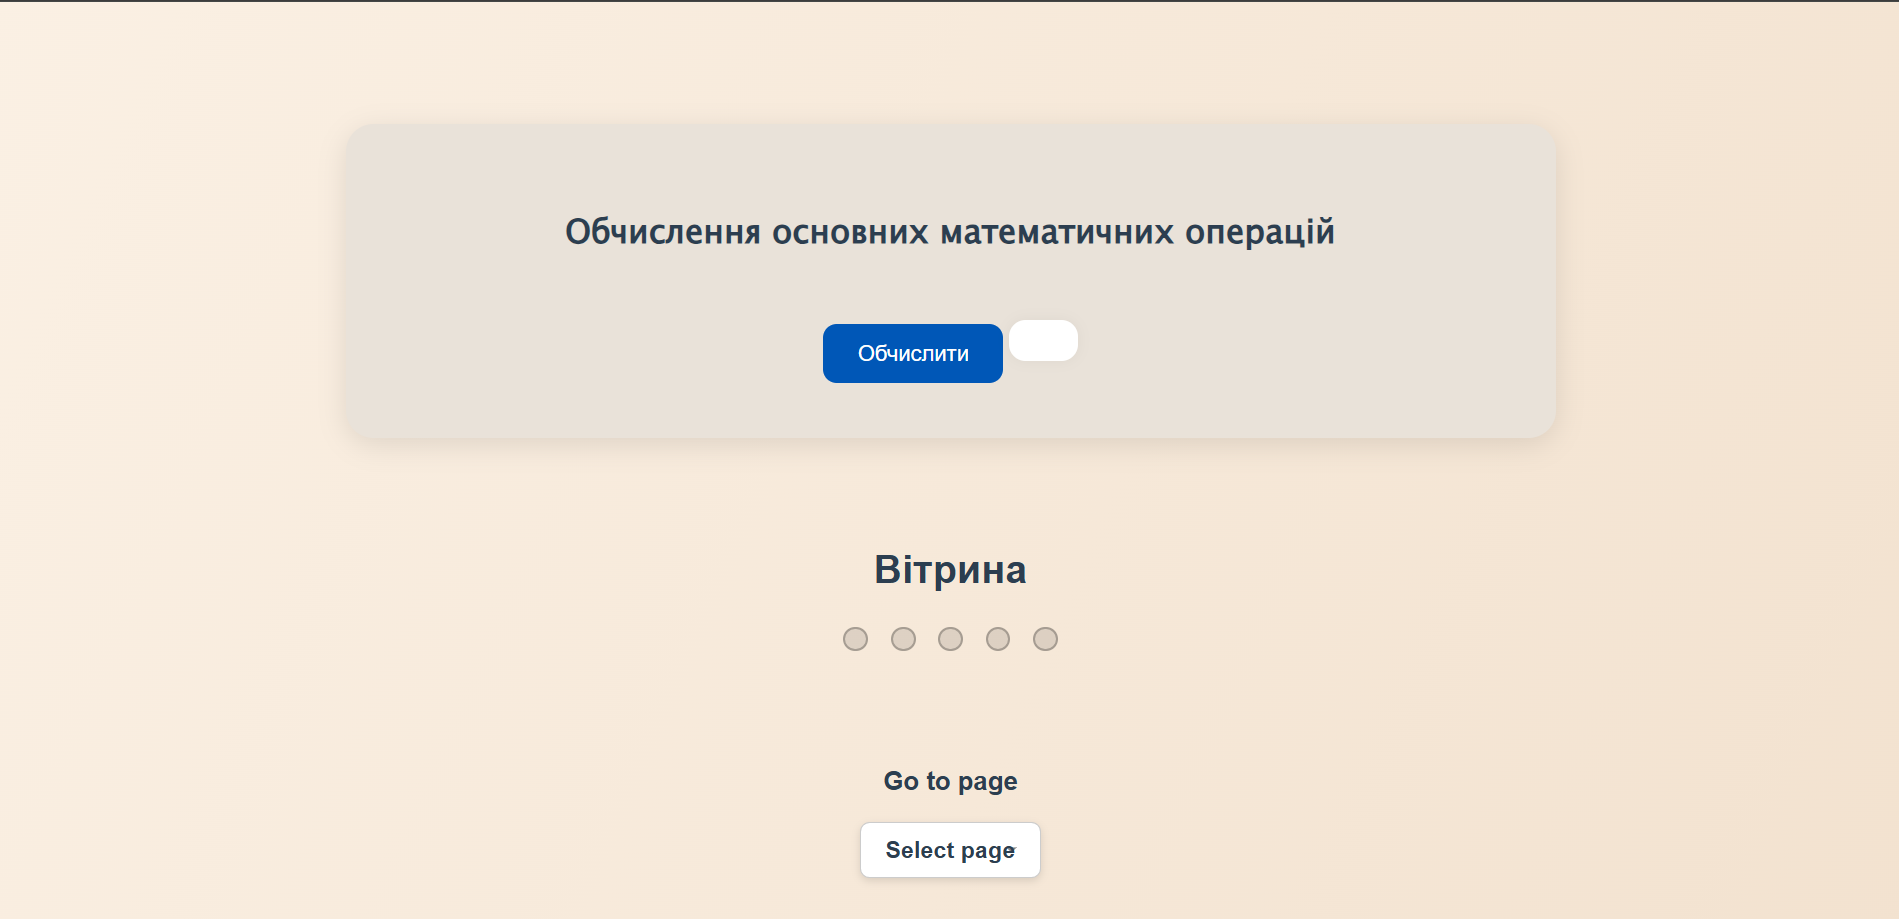 Обчислення основних математичних операцій
Обчислити
Вітрина
Go to page
Select page